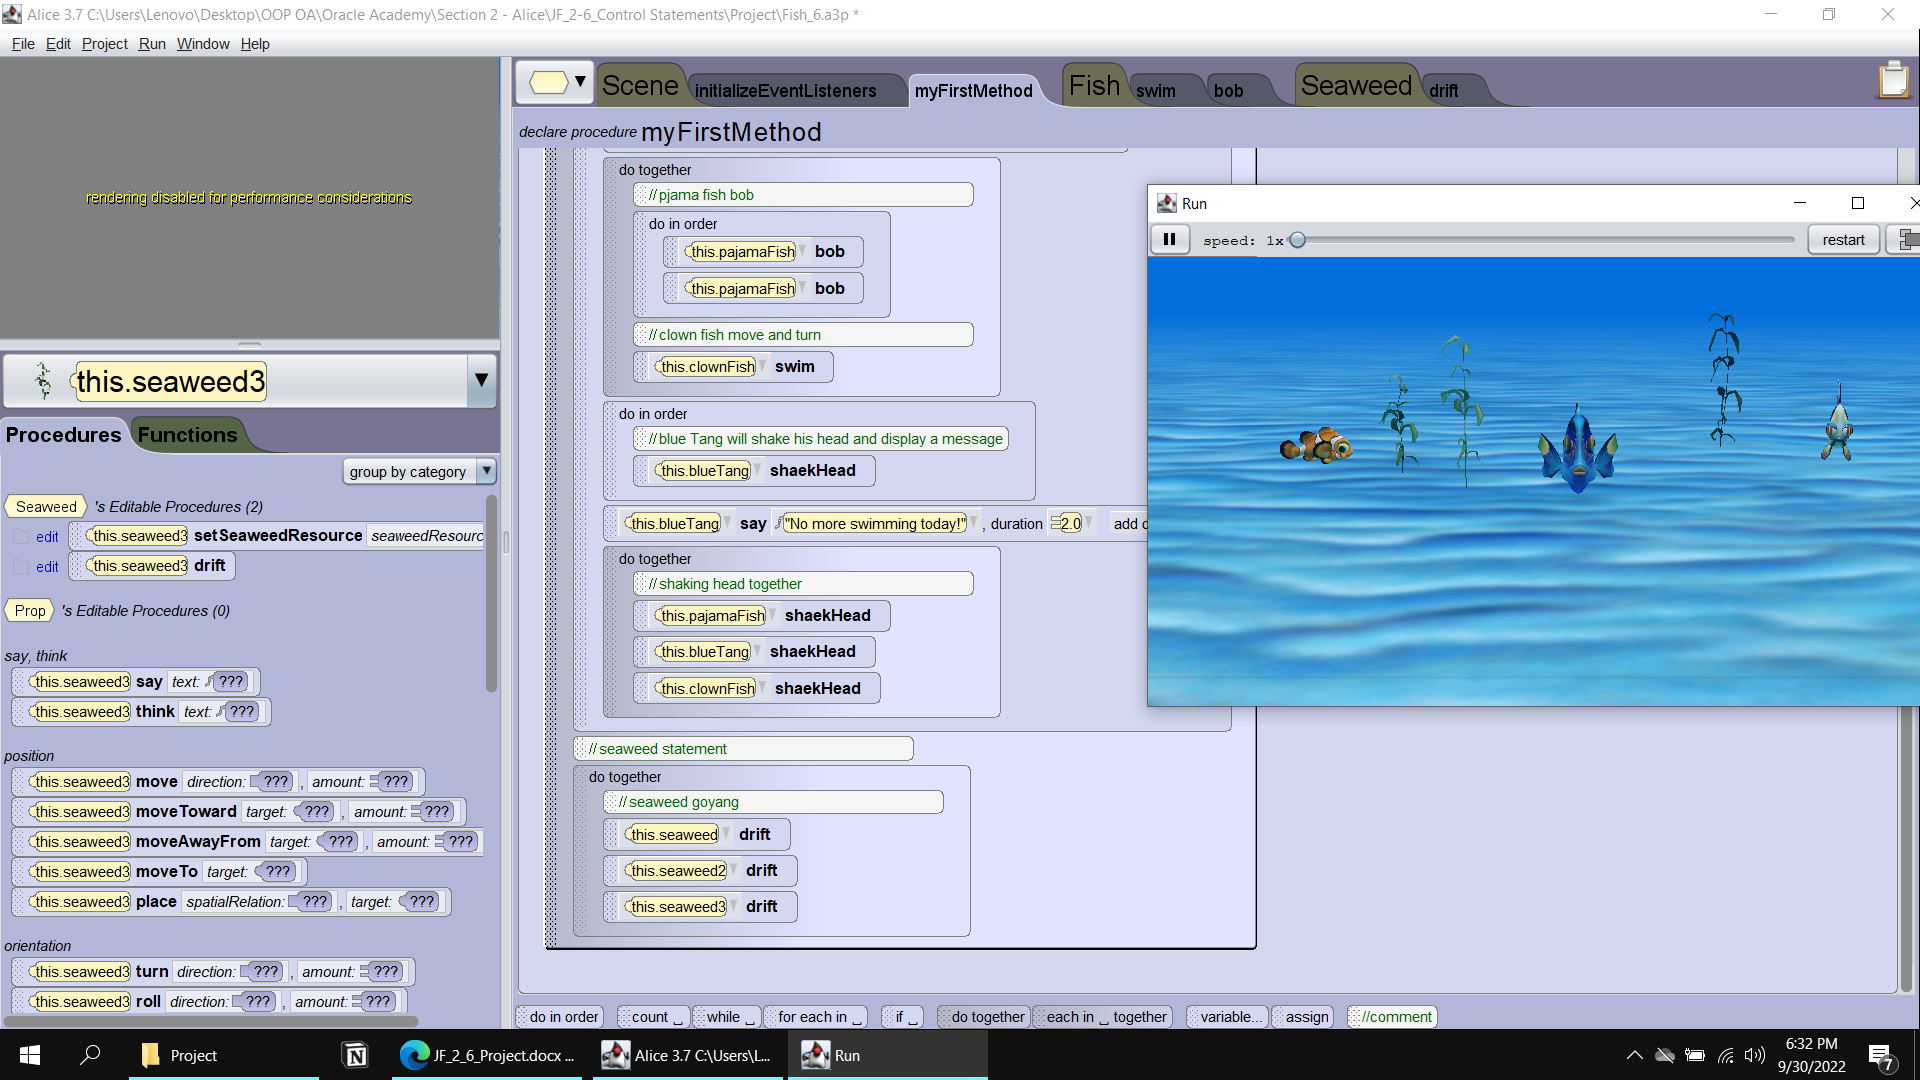 Alice 3.7 C:\Users\Lenovo\Desktop\OOP OA\Oracle Academy\Section 2 - Alice\JF_2-6_Control Statements\Project\Fish_6.a3p *
File Edit Project Run Window Help
rendering disabled for performance considerations
this.seaweed3
Procedures Functions
group by category
Seaweed 's Editable Procedures (2)
edit this.seaweed3 setSeaweedResource seaweedResourc
edit this.seaweed3 drift
Prop 's Editable Procedures (0)
say, think
this.seaweed3 say text: ???
this.seaweed3 think text: ???
position
this.seaweed3 move direction: ??? , amount: ???
this.seaweed3 moveToward target: ??? , amount: ???
this.seaweed3 moveAwayFrom target: ??? , amount: ???
this.seaweed3 moveTo target: ???
this.seaweed3 place spatialRelation: ??? , target: ???
orientation
this.seaweed3 turn direction: ??? , amount: ???
this.seaweed3 roll direction: ??? , amount: ???
Scene initializeEventListeners myFirstMethod Fish swim bob Seaweed drift
declare procedure myFirstMethod
do together
//pjama fish bob
do in order
this.pajamaFish bob
this.pajamaFish bob
//clown fish move and turn
this.clownFish swim
do in order
//blue Tang will shake his head and display a message
this.blueTang shaekHead
this.blueTang say "No more swimming today!" , duration 2.0 add
do together
//shaking head together
this.pajamaFish shaekHead
this.blueTang shaekHead
this.clownFish shaekHead
//seaweed statement
do together
//seaweed goyang
this.seaweed drift
this.seaweed2 drift
this.seaweed3 drift
do in order count while for each in if do together each in together variable... assign //comment
Run
speed: 1x restart
Project JF_2_6_Project.docx ... Alice 3.7 C:\Users\L... Run
6:32 PM
9/30/2022
7